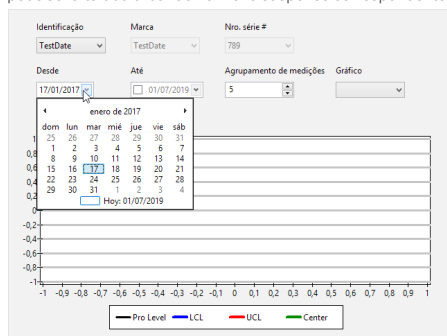 Identificação Marca Nro. série #
TestDate TestDate 789
Desde Até Agrupamento de medições Gráfico
17/01/2017 01/07/2019 5
enero de 2017
dom lun mar mié jue vie sáb
25 26 27 28 29 30 31
1 2 3 4 5 6 7
8 9 10 11 12 13 14
15 16 17 18 19 20 21
22 23 24 25 26 27 28
29 30 31 1 2 3 4
Hoy: 01/07/2019
1
0,8
0,6
0,4
0,2
0
-0,2
-0,4
-0,6
-0,8
-1
-1 -0,9 -0,8 -0,7 -0,6 -0,5 -0,4 -0,3 -0,2 -0,1 0 0,1 0,2 0,3 0,4 0,5 0,6 0,7 0,8 0,9 1
Pro Level LCL UCL Center